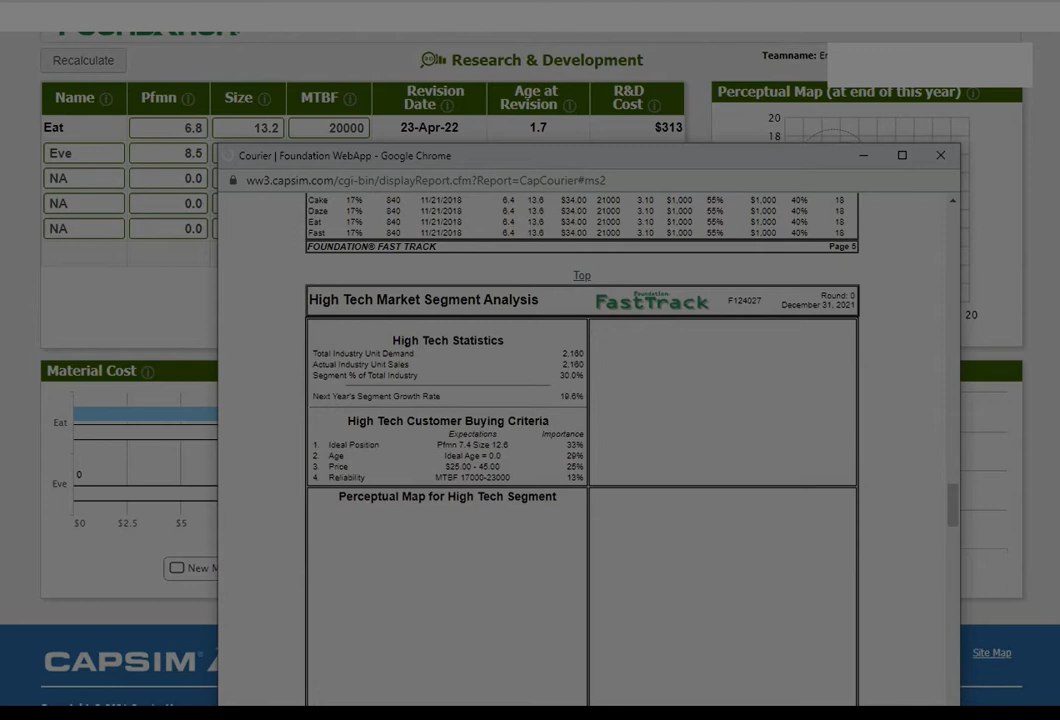 Recalculate
Research & Development
Teamname:
Name Pfmn Size MTBF Revision Date Age at Revision R&D Cost
Eat 6.8 13.2 20000 23-Apr-22 1.7 $313
Eve 8.5
NA 0.0
NA 0.0
NA 0.0
Perceptual Map (at end of this year)
20
18
20
Material Cost
Eat
Eve
0
$0 $2.5 $5
New M
Courier | Foundation WebApp - Google Chrome
ww3.capsim.com/cgi-bin/displayReport.cfm?Report=CapCourier#ms2
Cake 17% 840 11/21/2018 6.4 13.6 $34.00 21000 3.10 $1,000 55% $1,000 40% 18
Daze 17% 840 11/21/2018 6.4 13.6 $34.00 21000 3.10 $1,000 55% $1,000 40% 18
Eat 17% 840 11/21/2018 6.4 13.6 $34.00 21000 3.10 $1,000 55% $1,000 40% 18
Fast 17% 840 11/21/2018 6.4 13.6 $34.00 21000 3.10 $1,000 55% $1,000 40% 18
FOUNDATION® FAST TRACK Page 5
Top
High Tech Market Segment Analysis
Foundation
FastTrack
F124027
Round: 0
December 31, 2021
High Tech Statistics
Total Industry Unit Demand 2,160
Actual Industry Unit Sales 2,160
Segment % of Total Industry 30.0%
Next Year's Segment Growth Rate 19.6%
High Tech Customer Buying Criteria
Expectations Importance
1. Ideal Position Pfmn 7.4 Size 12.6 33%
2. Age Ideal Age = 0.0 29%
3. Price $25.00 - 45.00 25%
4. Reliability MTBF 17000-23000 13%
Perceptual Map for High Tech Segment
CAPSIM®
Site Map